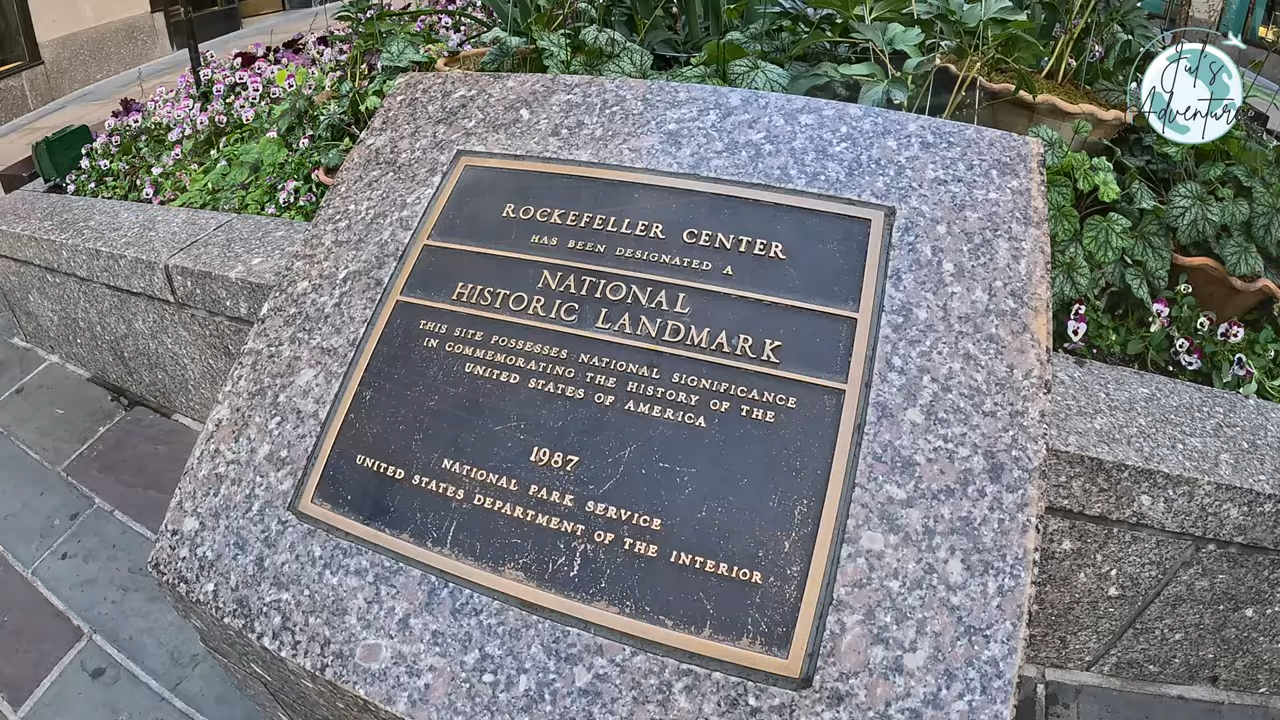 Jul's
Adventures
ROCKEFELLER CENTER
HAS BEEN DESIGNATED A
NATIONAL
HISTORIC LANDMARK
THIS SITE POSSESSES NATIONAL SIGNIFICANCE
IN COMMEMORATING THE HISTORY OF THE
UNITED STATES OF AMERICA
1987
NATIONAL PARK SERVICE
UNITED STATES DEPARTMENT OF THE INTERIOR